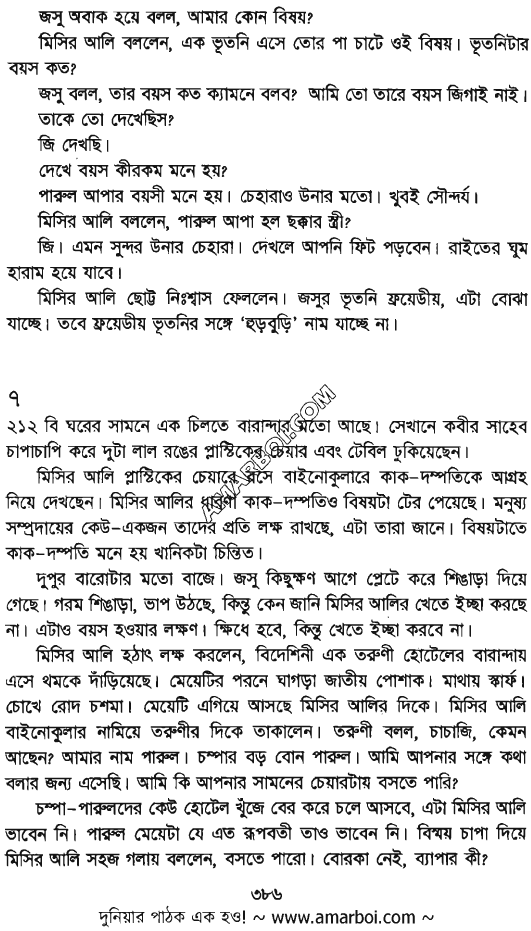 জসু অবাক হয়ে বলল, আমার কোন বিষয়?
মিসির আলি বললেন, এক ভূতনি এসে তোর পা চাটে ওই বিষয়। ভূতনিটার
বয়স কত?
জসু বলল, তার বয়স কত ক্যামনে বলব? আমি তো তারে বয়স জিগাই নাই।
তাকে তো দেখেছিস?
জি দেখছি।
দেখে বয়স কীরকম মনে হয়?
পারুল আপার বয়সী মনে হয়। চেহারাও উনার মতো। খুবই সৌন্দর্য।
মিসির আলি বললেন, পারুল আপা হল ছক্কার স্ত্রী?
জি। এমন সুন্দর উনার চেহারা। দেখলে আপনি ফিট পড়বেন। রাইতের ঘুম
হারাম হয়ে যাবে।
মিসির আলি ছোট্ট নিঃশ্বাস ফেললেন। জসুর ভূতনি ফ্রয়েডীয়, এটা বোঝা
যাচ্ছে। তবে ফ্রয়েডীয় ভূতনির সঙ্গে ‘হুড়বুড়ি’ নাম যাচ্ছে না।
৭
২১২ বি ঘরের সামনে এক চিলতে বারান্দার মতো আছে। সেখানে কবীর সাহেব
চাপাচাপি করে দুটা লাল রঙের প্লাস্টিকের চেয়ার এবং টেবিল ঢুকিয়েছেন।
মিসির আলি প্লাস্টিকের চেয়ারে বসে বাইনোকুলারে কাক-দম্পতিকে আগ্রহ
নিয়ে দেখছেন। মিসির আলির ধারণা কাক-দম্পতিও বিষয়টা টের পেয়েছে। মনুষ্য
সম্প্রদায়ের কেউ-একজন তাদের প্রতি লক্ষ রাখছে, এটা তারা জানে। বিষয়টাতে
কাক-দম্পতি মনে হয় খানিকটা চিন্তিত।
দুপুর বারোটার মতো বাজে। জসু কিছুক্ষণ আগে প্লেটে করে শিঙাড়া দিয়ে
গেছে। গরম শিঙাড়া, ভাপ উঠছে, কিন্তু কেন জানি মিসির আলির খেতে ইচ্ছা করছে
না। এটাও বয়স হওয়ার লক্ষণ। ক্ষিধে হবে, কিন্তু খেতে ইচ্ছা করবে না।
মিসির আলি হঠাৎ লক্ষ করলেন, বিদেশিনী এক তরুণী হোটেলের বারান্দায়
এসে থমকে দাঁড়িয়েছে। মেয়েটির পরনে ঘাগড়া জাতীয় পোশাক। মাথায় স্কার্ফ।
চোখে রোদ চশমা। মেয়েটি এগিয়ে আসছে মিসির আলির দিকে। মিসির আলি
বাইনোকুলার নামিয়ে তরুণীর দিকে তাকালেন। তরুণী বলল, চাচাজি, কেমন
আছেন? আমার নাম পারুল। চম্পার বড় বোন পারুল। আমি আপনার সঙ্গে কথা
বলার জন্য এসেছি। আমি কি আপনার সামনের চেয়ারটায় বসতে পারি?
চম্পা-পারুলদের কেউ হোটেল খুঁজে বের করে চলে আসবে, এটা মিসির আলি
ভাবেন নি। পারুল মেয়েটা যে এত রূপবতী তাও ভাবেন নি। বিস্ময় চাপা দিয়ে
মিসির আলি সহজ গলায় বললেন, বসতে পারো। বোরকা নেই, ব্যাপার কী?
AMARBOI.COM
৩৮৬
দুনিয়ার পাঠক এক হও! ~ www.amarboi.com ~